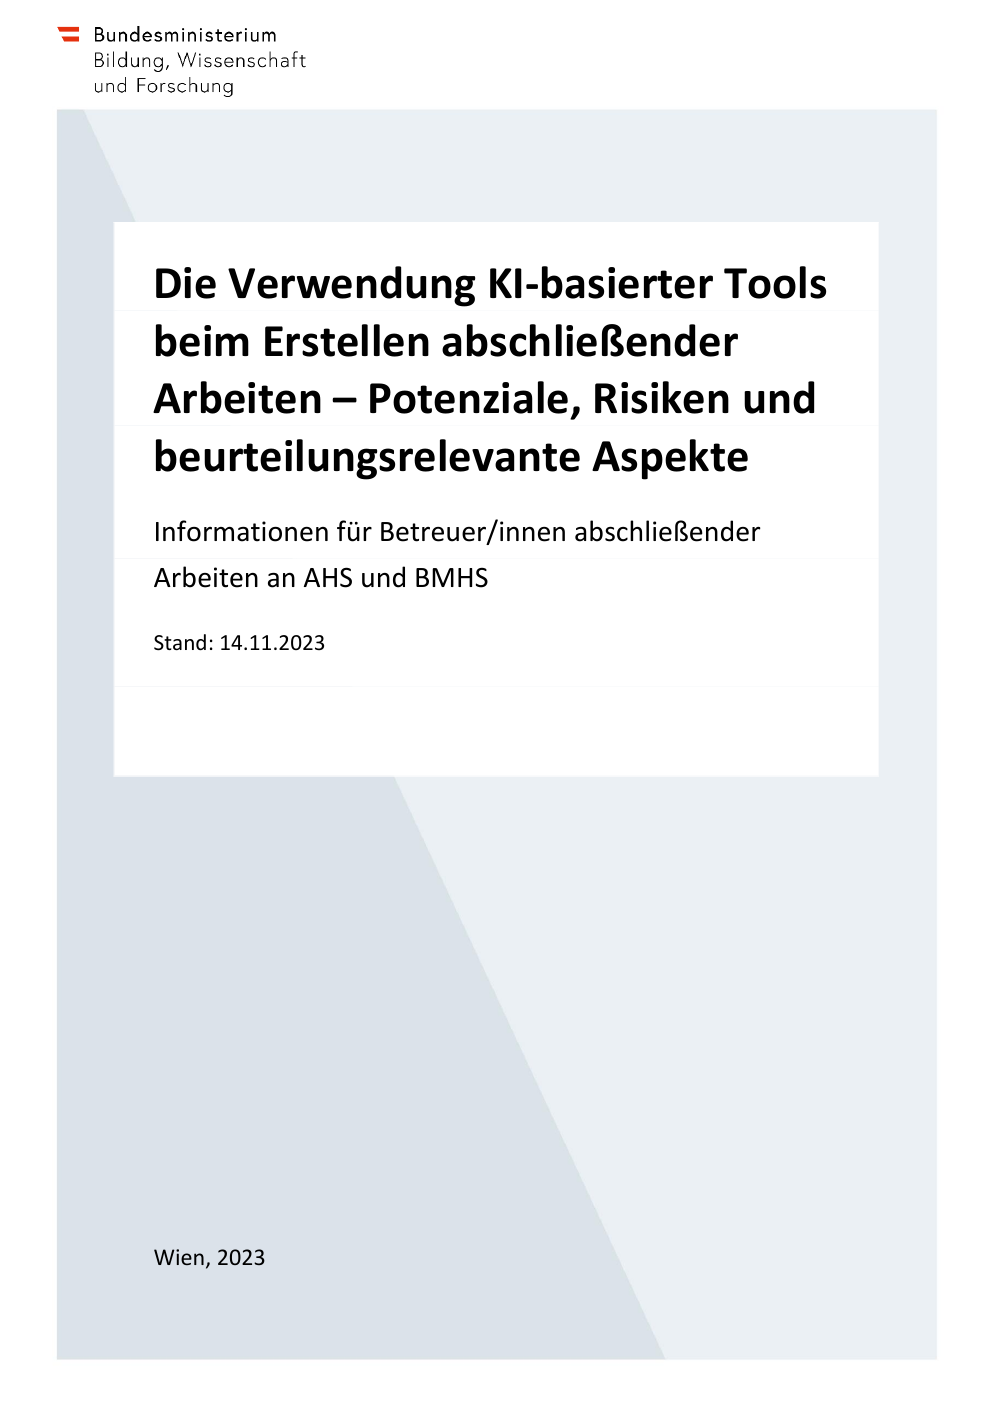 Bundesministerium
Bildung, Wissenschaft
und Forschung
Die Verwendung KI-basierter Tools
beim Erstellen abschließender
Arbeiten – Potenziale, Risiken und
beurteilungsrelevante Aspekte
Informationen für Betreuer/innen abschließender
Arbeiten an AHS und BMHS
Stand: 14.11.2023
Wien, 2023